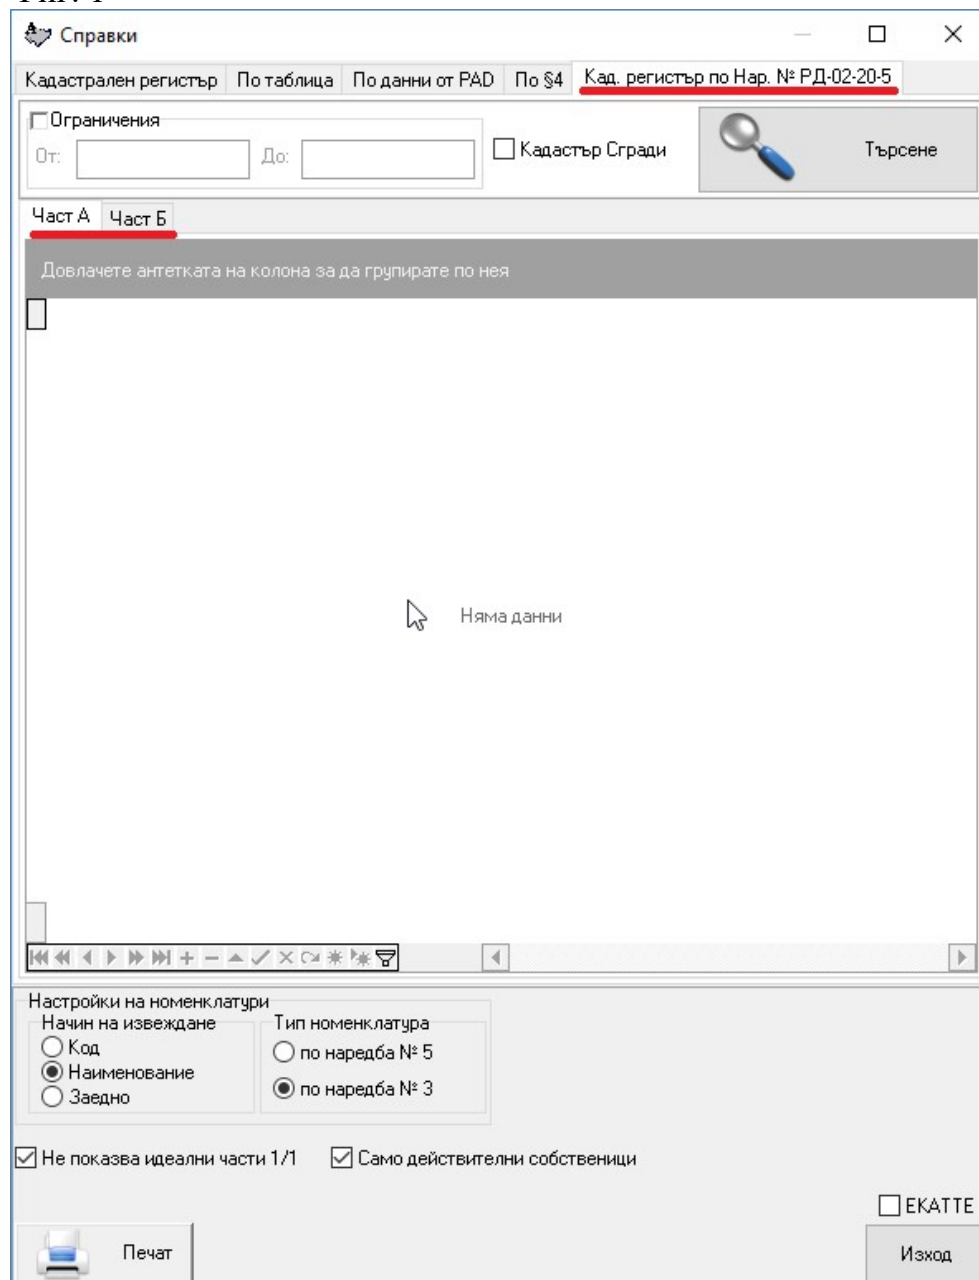 Справки
Кадастрален регистър По таблица По данни от PAD По §4 Кад. регистър по Нар. № РД-02-20-5
Ограничения
От: До: Кадастър Сгради Търсене
Част А Част Б
Довлачете антетката на колона за да групирате по нея
Няма данни
Настройки на номенклатури
Начин на извеждане Тип номенклатура
Код по наредба № 5
Наименование
по наредба № 3
Заедно
Не показва идеални части 1/1 Само действителни собственици
EKATTE
Печат Изход